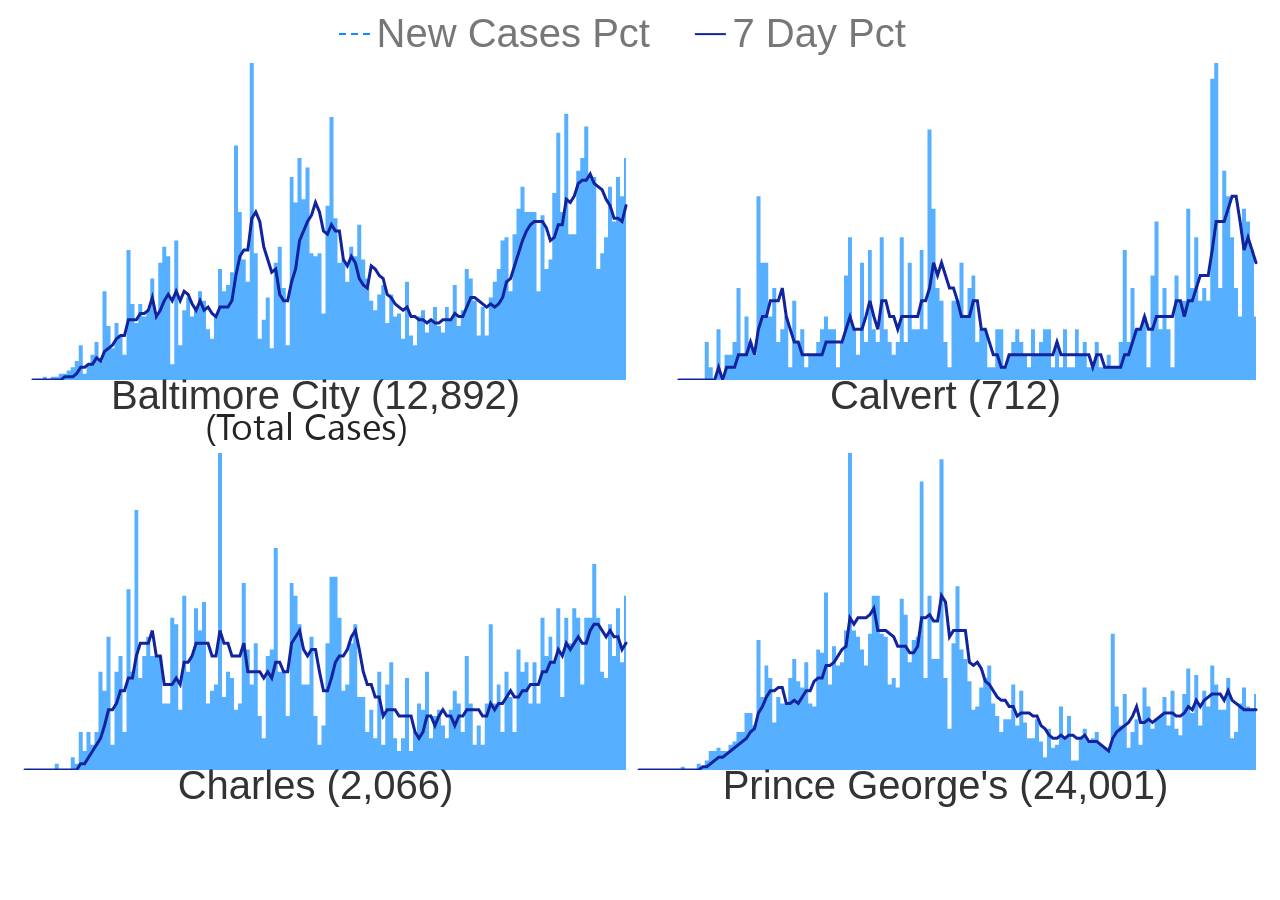 New Cases Pct 7 Day Pct
Baltimore City (12,892)
(Total Cases)
Calvert (712)
Charles (2,066)
Prince George's (24,001)